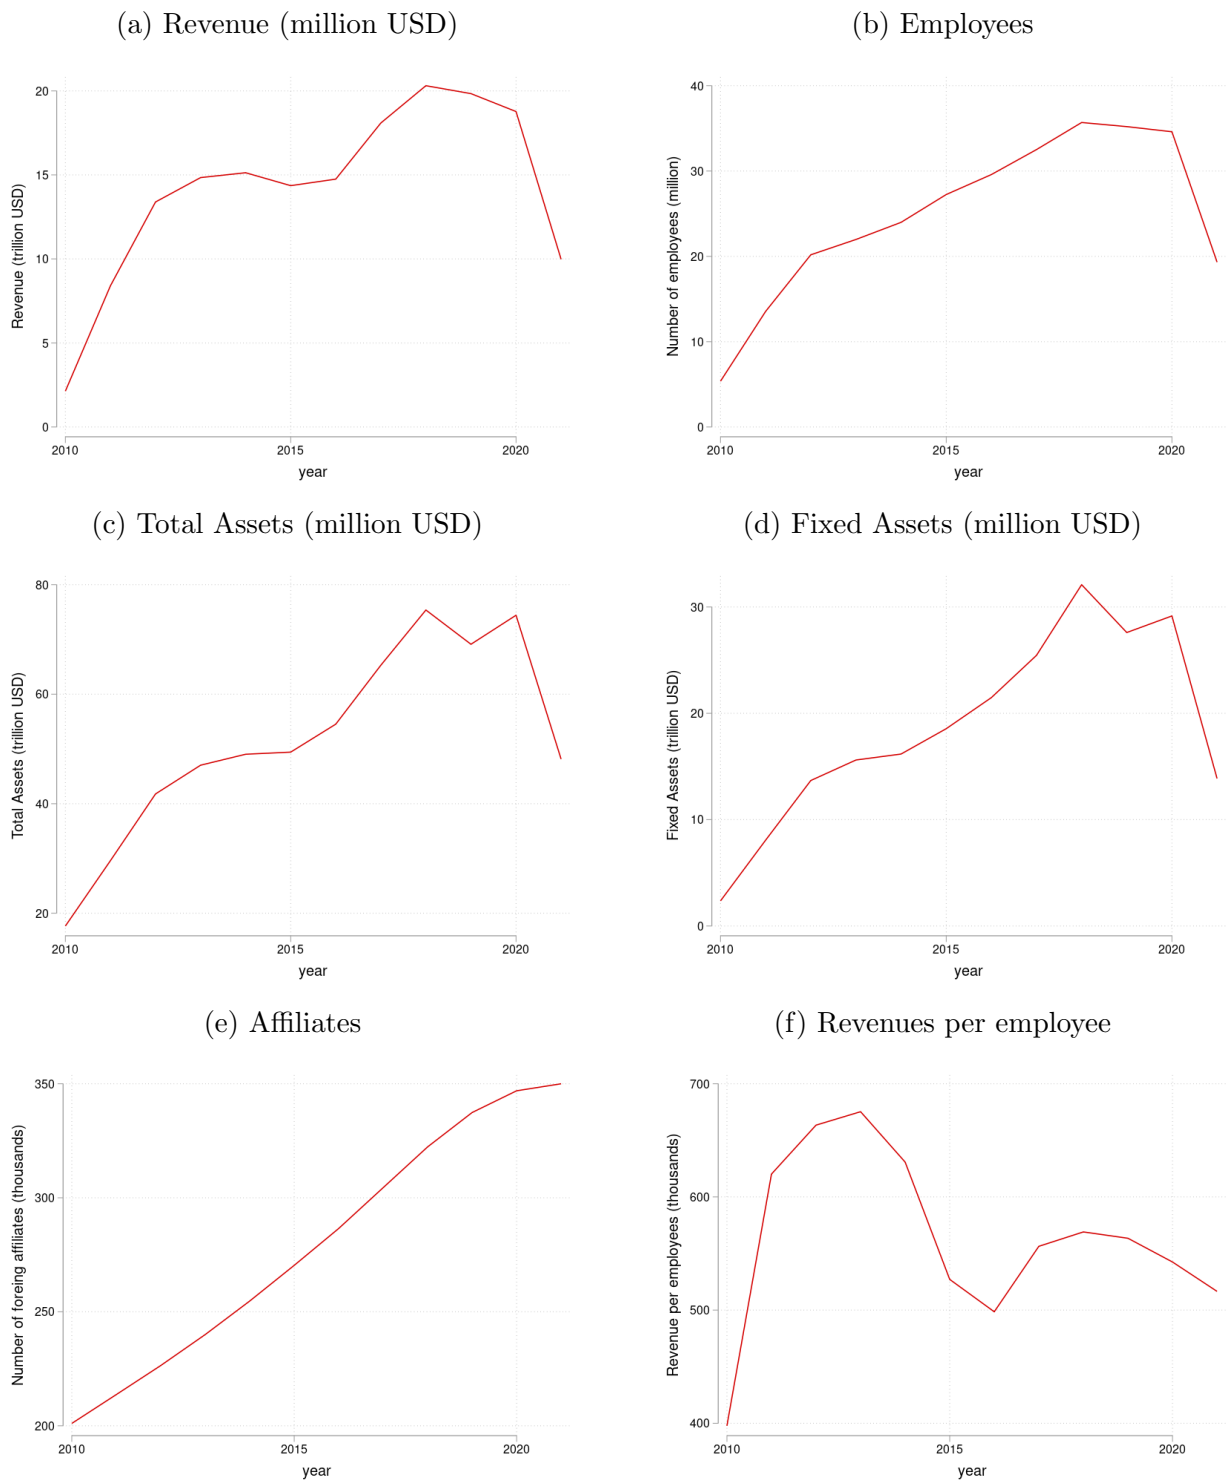 (a) Revenue (million USD)
Revenue (trillion USD)
20
15
10
5
0
2010
2015
2020
year
(b) Employees
Number of employees (million)
40
30
20
10
0
2010
2015
2020
year
(c) Total Assets (million USD)
Total Assets (trillion USD)
80
60
40
20
2010
2015
2020
year
(d) Fixed Assets (million USD)
Fixed Assets (trillion USD)
30
20
10
0
2010
2015
2020
year
(e) Affiliates
Number of foreing affiliates (thousands)
350
300
250
200
2010
2015
2020
year
(f) Revenues per employee
Revenue per employees (thousands)
700
600
500
400
2010
2015
2020
year